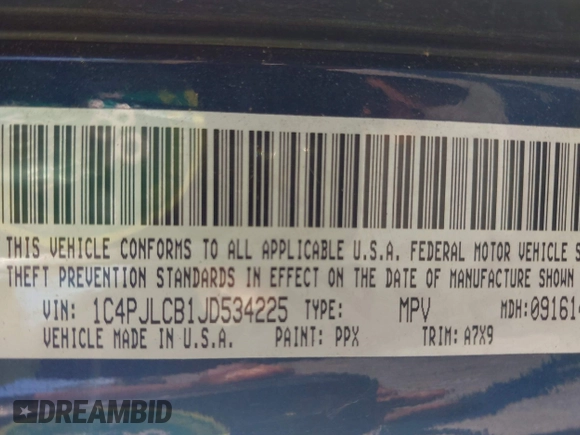 THIS VEHICLE CONFORMS TO ALL APPLICABLE U.S.A. FEDERAL MOTOR VEHICLE S
THEFT PREVENTION STANDARDS IN EFFECT ON THE DATE OF MANUFACTURE SHOWN
VIN: 1C4PJLCB1JD534225 TYPE: MPV MDH:09161
VEHICLE MADE IN U.S.A. PAINT: PPX TRIM: A7X9
DREAMBID